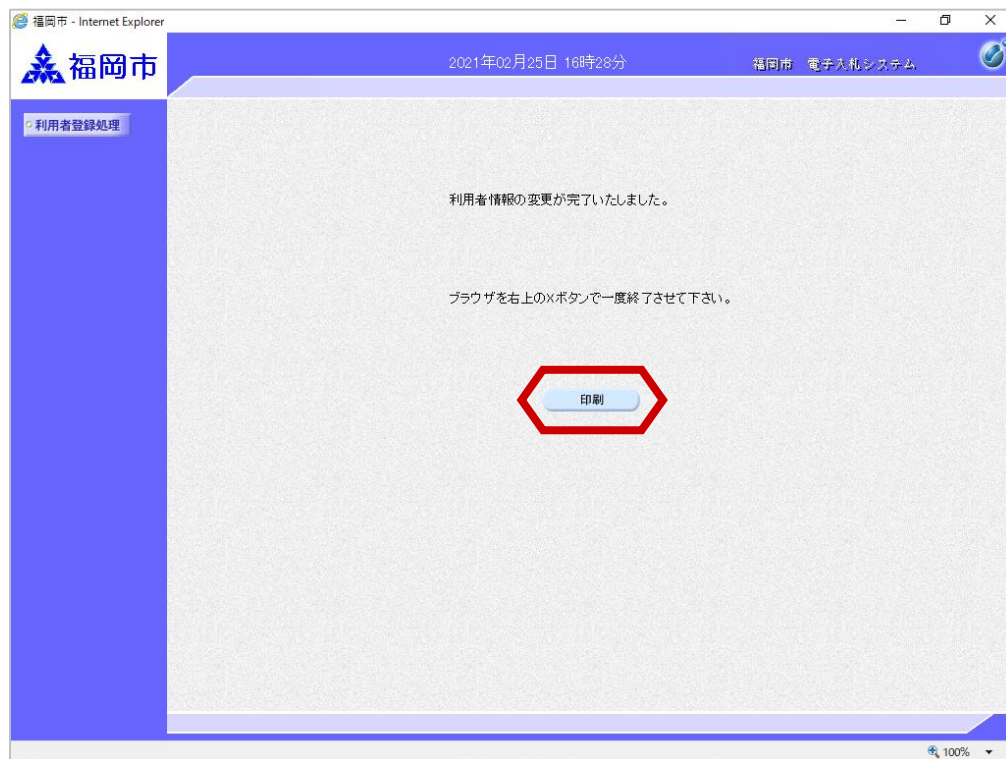 福岡市 - Internet Explorer
福岡市
2021年02月25日 16時28分
福岡市 電子入札システム
利用者登録処理
利用者情報の変更が完了いたしました。
ブラウザを右上の×ボタンで一度終了させて下さい。
印刷
100%